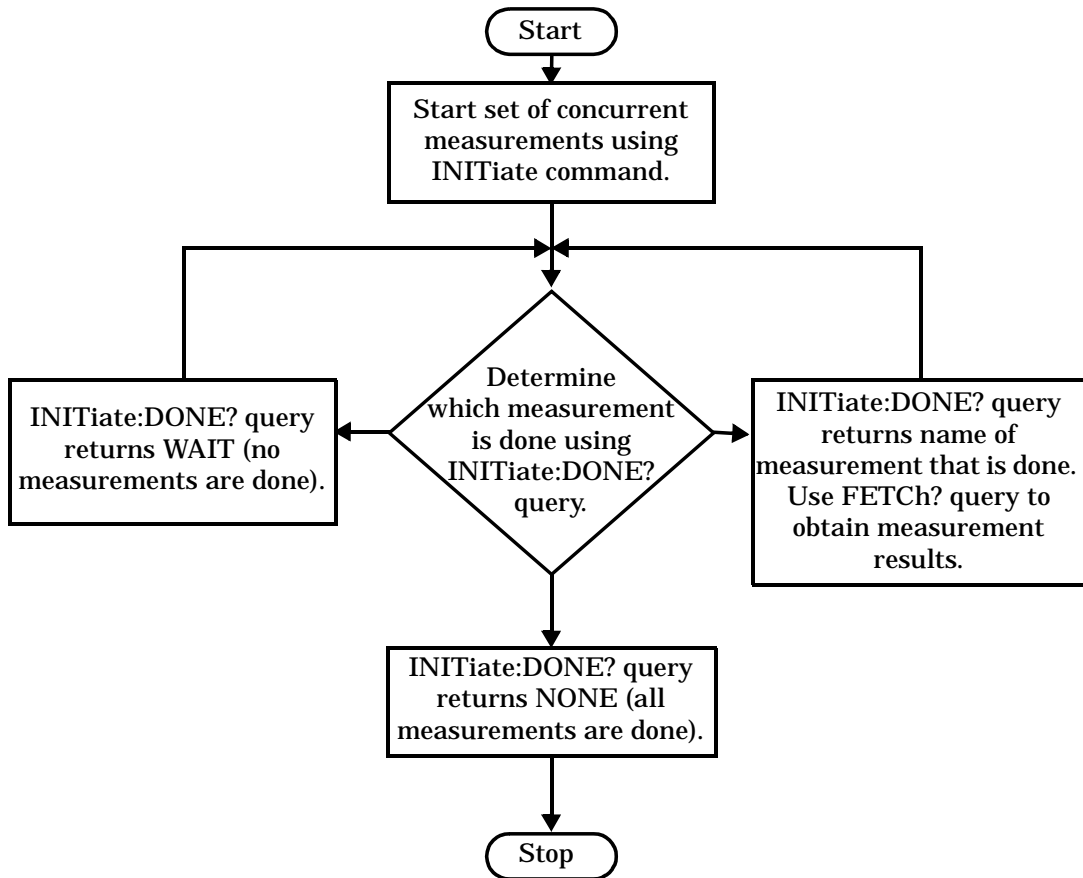 Start
Start set of concurrent
measurements using
INITiate command.
Determine
which measurement
is done using
INITiate:DONE?
query.
INITiate:DONE? query
returns WAIT (no
measurements are done).
INITiate:DONE? query
returns name of
measurement that is done.
Use FETCh? query to
obtain measurement
results.
INITiate:DONE? query
returns NONE (all
measurements are done).
Stop